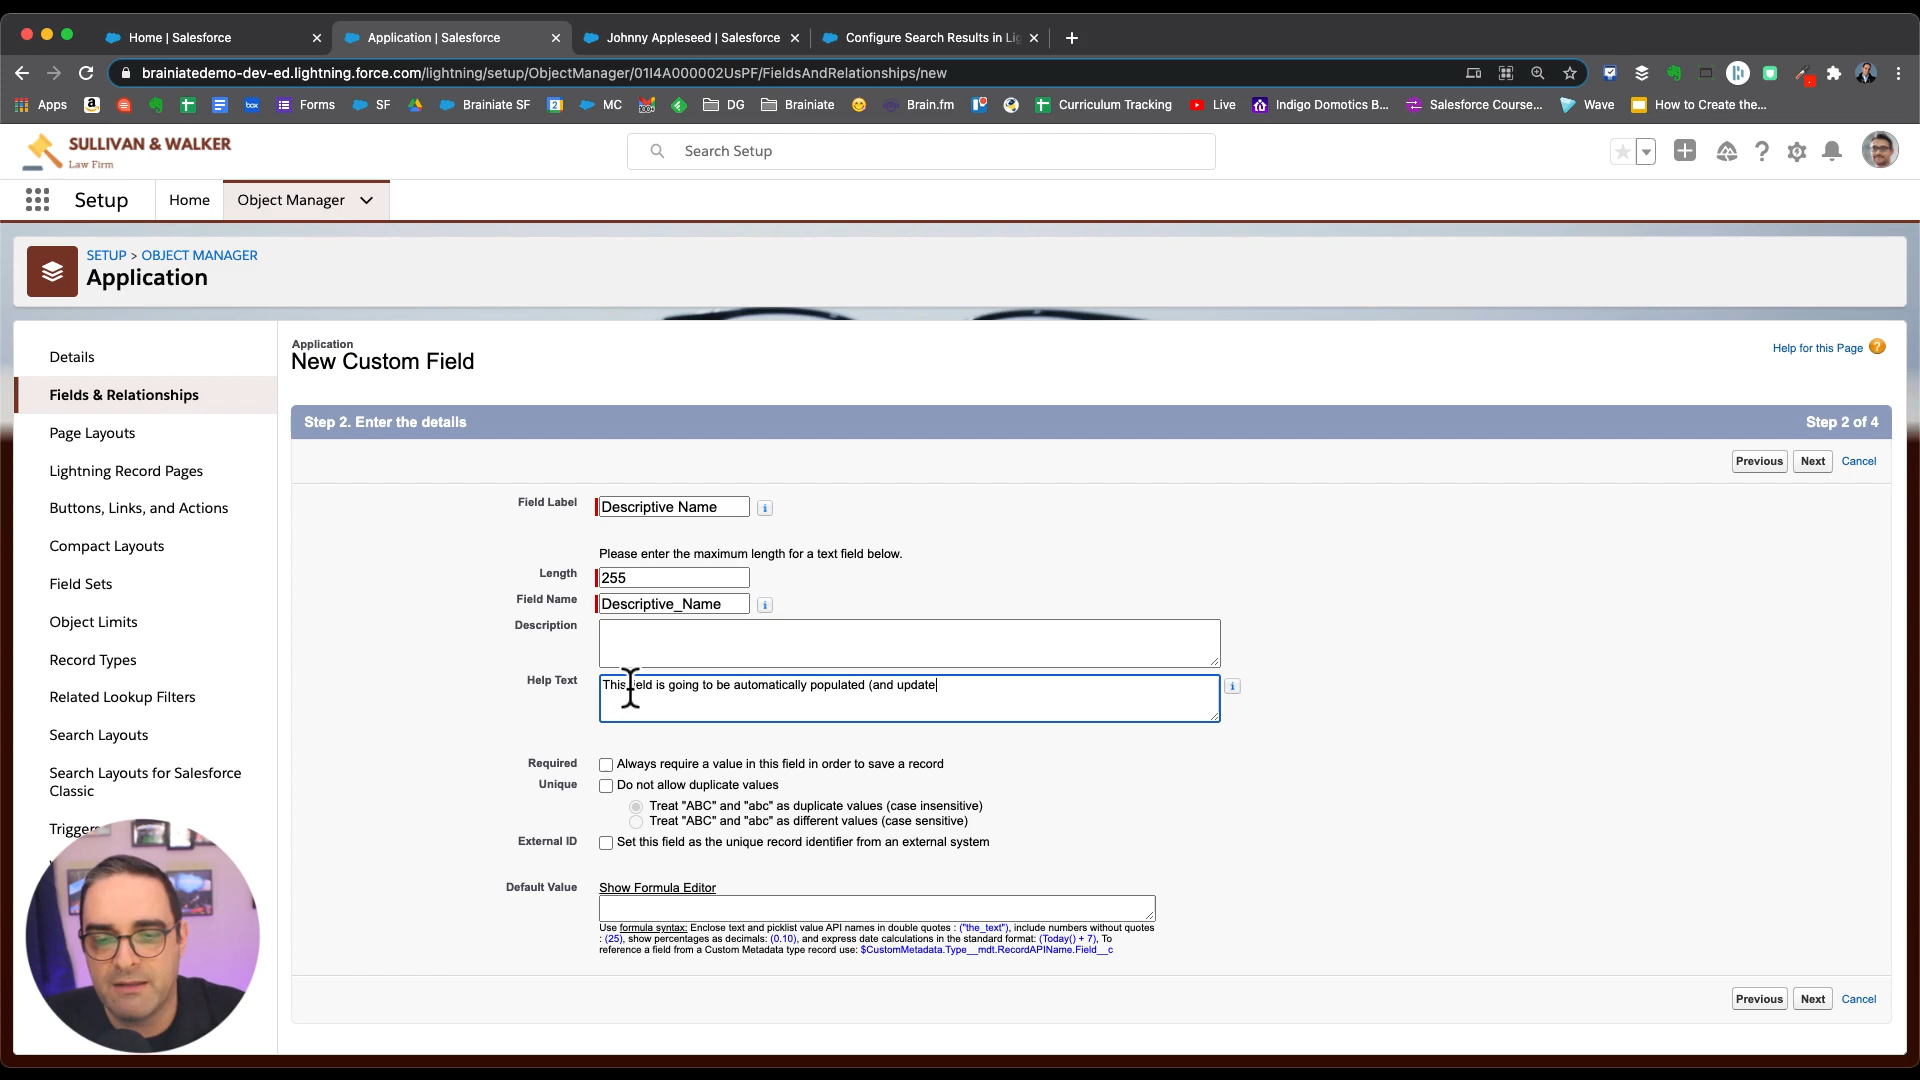 Home | Salesforce
Application | Salesforce
Johnny Appleseed | Salesforce
Configure Search Results in Lig
brainiatedemo-dev-ed.lightning.force.com/lightning/setup/ObjectManager/01I4A000002UsPF/FieldsAndRelationships/new
Apps
box
Forms
SF
Brainiate SF
2
MC
DG
Brainiate
Brain.fm
Curriculum Tracking
Live
Indigo Domotics B...
Salesforce Course...
Wave
How to Create the...
SULLIVAN & WALKER
Law Firm
Search Setup
Setup
Home
Object Manager
SETUP > OBJECT MANAGER
Application
Details
Fields & Relationships
Page Layouts
Lightning Record Pages
Buttons, Links, and Actions
Compact Layouts
Field Sets
Object Limits
Record Types
Related Lookup Filters
Search Layouts
Search Layouts for Salesforce
Classic
Triggers
Application
New Custom Field
Help for this Page ?
Step 2. Enter the details
Step 2 of 4
Previous
Next
Cancel
Field Label
Descriptive Name
i
Please enter the maximum length for a text field below.
Length
255
Field Name
Descriptive_Name
i
Description
Help Text
This field is going to be automatically populated (and update
i
Required
Always require a value in this field in order to save a record
Unique
Do not allow duplicate values
Treat "ABC" and "abc" as duplicate values (case insensitive)
Treat "ABC" and "abc" as different values (case sensitive)
External ID
Set this field as the unique record identifier from an external system
Default Value
Show Formula Editor
Use formula syntax: Enclose text and picklist value API names in double quotes : ("the_text"), include numbers without quotes
: (25), show percentages as decimals: (0.10), and express date calculations in the standard format: (Today() + 7), To
reference a field from a Custom Metadata type record use: $CustomMetadata.Type__mdt.RecordAPIName.Field__c
Previous
Next
Cancel